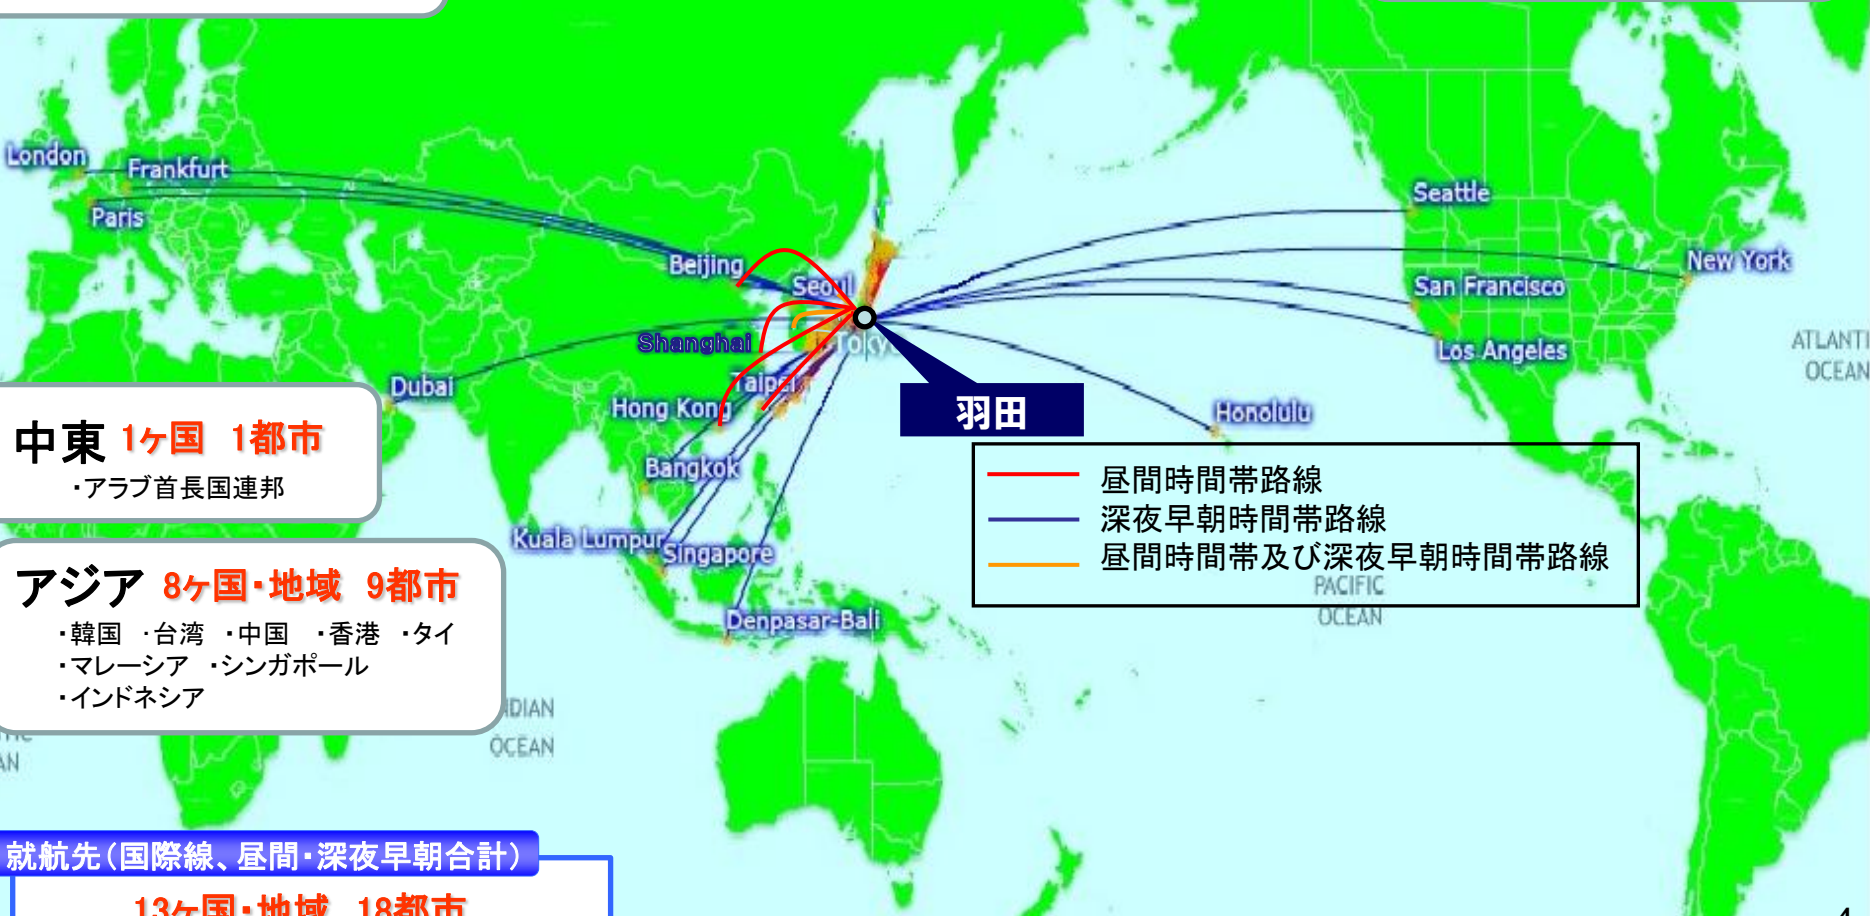 London
Frankfurt
Paris
Beijing
Seoul
Shanghai
Tokyo
Taipei
Hong Kong
Dubai
Bangkok
Kuala Lumpur
Singapore
Denpasar-Bali
Seattle
New York
San Francisco
Los Angeles
Honolulu
ATLANTI
OCEAN
羽田
昼間時間帯路線
深夜早朝時間帯路線
昼間時間帯及び深夜早朝時間帯路線
PACIFIC
OCEAN
中東 1ヶ国 1都市
・アラブ首長国連邦
アジア 8ヶ国・地域 9都市
・韓国 ・台湾 ・中国 ・香港 ・タイ
・マレーシア ・シンガポール
・インドネシア
DIAN
OCEAN
AN
就航先(国際線、昼間・深夜早朝合計)
13ヶ国・地域 18都市